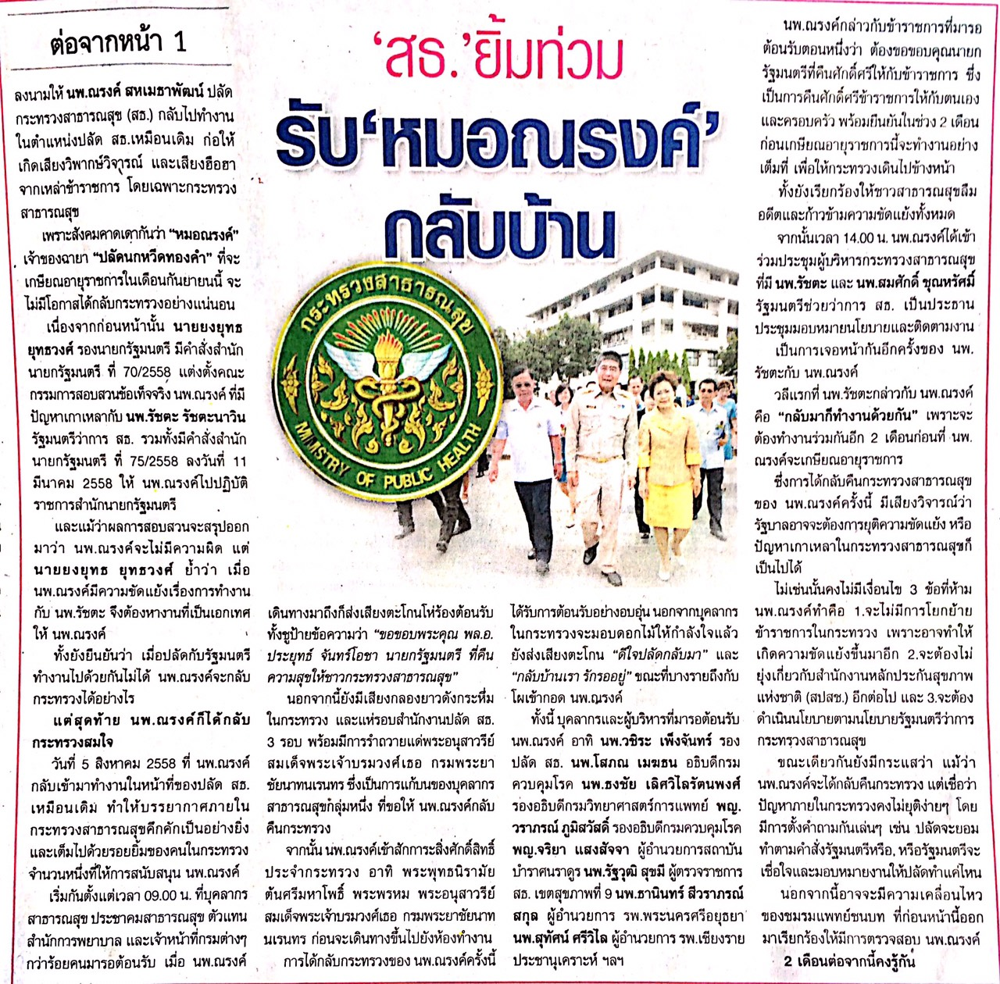 ต่อจากหน้า 1
'สธ.'ยิ้มท่วม
รับ'หมอณรงค์'
กลับบ้าน
ลงนามให้ นพ.ณรงค์ สหเมธาพัฒน์ ปลัด
กระทรวงสาธารณสุข (สธ.) กลับไปทำงาน
ในตำแหน่งปลัด สธ.เหมือนเดิม ก่อให้
เกิดเสียงวิพากษ์วิจารณ์ และเสียงฮือฮา
จากเหล่าข้าราชการ โดยเฉพาะกระทรวง
สาธารณสุข
เพราะสังคมคาดเดากันว่า "หมอณรงค์"
เจ้าของฉายา "ปลัดนกหวีดทองคำ" ที่จะ
เกษียณอายุราชการในเดือนกันยายนนี้ จะ
ไม่มีโอกาสได้กลับกระทรวงอย่างแน่นอน
เนื่องจากก่อนหน้านั้น นายยงยุทธ
ยุทธวงศ์ รองนายกรัฐมนตรี มีคำสั่งสำนัก
นายกรัฐมนตรี ที่ 70/2558 แต่งตั้งคณะ
กรรมการสอบสวนข้อเท็จจริง นพ.ณรงค์ ที่มี
ปัญหาเกาเหลากับ นพ.รัชตะ รัชตะนาวิน
รัฐมนตรีว่าการ สธ. รวมทั้งมีคำสั่งสำนัก
นายกรัฐมนตรี ที่ 75/2558 ลงวันที่ 11
มีนาคม 2558 ให้ นพ.ณรงค์ไปปฏิบัติ
ราชการสำนักนายกรัฐมนตรี
และแม้ว่าผลการสอบสวนจะสรุปออก
มาว่า นพ.ณรงค์จะไม่มีความผิด แต่
นายยงยุทธ ยุทธวงศ์ ย้ำว่า เมื่อ
นพ.ณรงค์มีความขัดแย้งเรื่องการทำงาน
กับ นพ.รัชตะ จึงต้องหางานที่เป็นเอกเทศ
ให้ นพ.ณรงค์
ทั้งยังยืนยันว่า เมื่อปลัดกับรัฐมนตรี
ทำงานไปด้วยกันไม่ได้ นพ.ณรงค์จะกลับ
กระทรวงได้อย่างไร
แต่สุดท้าย นพ.ณรงค์ก็ได้กลับ
กระทรวงสมใจ
วันที่ 5 สิงหาคม 2558 ที่ นพ.ณรงค์
กลับเข้ามาทำงานในหน้าที่ของปลัด สธ.
เหมือนเดิม ทำให้บรรยากาศภายใน
กระทรวงสาธารณสุขคึกคักเป็นอย่างยิ่ง
และเต็มไปด้วยรอยยิ้มของคนในกระทรวง
จำนวนหนึ่งที่ให้การสนับสนุน นพ.ณรงค์
เริ่มกันตั้งแต่เวลา 09.00 น. ที่บุคลากร
สาธารณสุข ประชาคมสาธารณสุข ตัวแทน
สำนักการพยาบาล และเจ้าหน้าที่กรมต่างๆ
กว่าร้อยคนมารอต้อนรับ เมื่อ นพ.ณรงค์
กระทรวงสาธารณสุข
MINISTRY OF PUBLIC HEALTH
เดินทางมาถึงก็ส่งเสียงตะโกนโห่ร้องต้อนรับ
ทั้งชูป้ายข้อความว่า "ขอขอบพระคุณ พล.อ.
ประยุทธ์ จันทร์โอชา นายกรัฐมนตรี ที่คืน
ความสุขให้ชาวกระทรวงสาธารณสุข"
นอกจากนี้ยังมีเสียงกลองยาวดังกระหึ่ม
ในกระทรวง และแห่รอบสำนักงานปลัด สธ.
3 รอบ พร้อมมีการรำถวายแด่พระอนุสาวรีย์
สมเด็จพระเจ้าบรมวงศ์เธอ กรมพระยา
ชัยนาทนเรนทร ซึ่งเป็นการแก้บนของบุคลากร
สาธารณสุขกลุ่มหนึ่ง ที่ขอให้ นพ.ณรงค์กลับ
คืนกระทรวง
จากนั้น นพ.ณรงค์เข้าสักการะสิ่งศักดิ์สิทธิ์
ประจำกระทรวง อาทิ พระพุทธนิรามัย
ต้นศรีมหาโพธิ์ พระพรหม พระอนุสาวรีย์
สมเด็จพระเจ้าบรมวงศ์เธอ กรมพระยาชัยนาท
นเรนทร ก่อนจะเดินทางขึ้นไปยังห้องทำงาน
การได้กลับกระทรวงของ นพ.ณรงค์ครั้งนี้
ได้รับการต้อนรับอย่างอบอุ่น นอกจากบุคลากร
ในกระทรวงจะมอบดอกไม้ให้กำลังใจแล้ว
ยังส่งเสียงตะโกน "ดีใจปลัดกลับมา" และ
"กลับบ้านเรา รักรออยู่" ขณะที่บางรายถึงกับ
โผเข้ากอด นพ.ณรงค์
ทั้งนี้ บุคลากรและผู้บริหารที่มารอต้อนรับ
นพ.ณรงค์ อาทิ นพ.วชิระ เพ็งจันทร์ รอง
ปลัด สธ. นพ.โสภณ เมฆธน อธิบดีกรม
ควบคุมโรค นพ.ธงชัย เลิศวิไลรัตนพงศ์
รองอธิบดีกรมวิทยาศาสตร์การแพทย์ พญ.
วราภรณ์ ภูมิสวัสดิ์ รองอธิบดีกรมควบคุมโรค
พญ.จริยา แสงสัจจา ผู้อำนวยการสถาบัน
บำราศนราดูร นพ.รัฐวุฒิ สุขมี ผู้ตรวจราชการ
สธ. เขตสุขภาพที่ 9 นพ.ธานินทร์ สีวราภรณ์
สกุล ผู้อำนวยการ รพ.พระนครศรีอยุธยา
นพ.สุทัศน์ ศรีวิไล ผู้อำนวยการ รพ.เชียงราย
ประชานุเคราะห์ ฯลฯ
นพ.ณรงค์กล่าวกับข้าราชการที่มารอ
ต้อนรับตอนหนึ่งว่า ต้องขอขอบคุณนายก
รัฐมนตรีที่คืนศักดิ์ศรีให้กับข้าราชการ ซึ่ง
เป็นการคืนศักดิ์ศรีข้าราชการให้กับตนเอง
และครอบครัว พร้อมยืนยันในช่วง 2 เดือน
ก่อนเกษียณอายุราชการนี้จะทำงานอย่าง
เต็มที่ เพื่อให้กระทรวงเดินไปข้างหน้า
ทั้งยังเรียกร้องให้ชาวสาธารณสุขลืม
อดีตและก้าวข้ามความขัดแย้งทั้งหมด
จากนั้นเวลา 14.00 น. นพ.ณรงค์ได้เข้า
ร่วมประชุมผู้บริหารกระทรวงสาธารณสุข
ที่มี นพ.รัชตะ และ นพ.สมศักดิ์ ชุณหรัศมิ์
รัฐมนตรีช่วยว่าการ สธ. เป็นประธาน
ประชุมมอบหมายนโยบายและติดตามงาน
เป็นการเจอหน้ากันอีกครั้งของ นพ.
รัชตะกับ นพ.ณรงค์
วลีแรกที่ นพ.รัชตะกล่าวกับ นพ.ณรงค์
คือ "กลับมาก็ทำงานด้วยกัน" เพราะจะ
ต้องทำงานร่วมกันอีก 2 เดือนก่อนที่ นพ.
ณรงค์จะเกษียณอายุราชการ
ซึ่งการได้กลับคืนกระทรวงสาธารณสุข
ของ นพ.ณรงค์ครั้งนี้ มีเสียงวิจารณ์ว่า
รัฐบาลอาจจะต้องการยุติความขัดแย้ง หรือ
ปัญหาเกาเหลาในกระทรวงสาธารณสุขก็
เป็นไปได้
ไม่เช่นนั้นคงไม่มีเงื่อนไข 3 ข้อที่ห้าม
นพ.ณรงค์ทำคือ 1.จะไม่มีการโยกย้าย
ข้าราชการในกระทรวง เพราะอาจทำให้
เกิดความขัดแย้งขึ้นมาอีก 2.จะต้องไม่
ยุ่งเกี่ยวกับสำนักงานหลักประกันสุขภาพ
แห่งชาติ (สปสช.) อีกต่อไป และ 3.จะต้อง
ดำเนินนโยบายตามนโยบายรัฐมนตรีว่าการ
กระทรวงสาธารณสุข
ขณะเดียวกันยังมีกระแสว่า แม้ว่า
นพ.ณรงค์จะได้กลับคืนกระทรวง แต่เชื่อว่า
ปัญหาภายในกระทรวงคงไม่ยุติง่ายๆ โดย
มีการตั้งคำถามกันเล่นๆ เช่น ปลัดจะยอม
ทำตามคำสั่งรัฐมนตรีหรือ, หรือรัฐมนตรีจะ
เชื่อใจและมอบหมายงานให้ปลัดทำแค่ไหน
นอกจากนี้อาจจะมีความเคลื่อนไหว
ของชมรมแพทย์ชนบท ที่ก่อนหน้านี้ออก
มาเรียกร้องให้มีการตรวจสอบ นพ.ณรงค์
2 เดือนต่อจากนี้คงรู้กัน